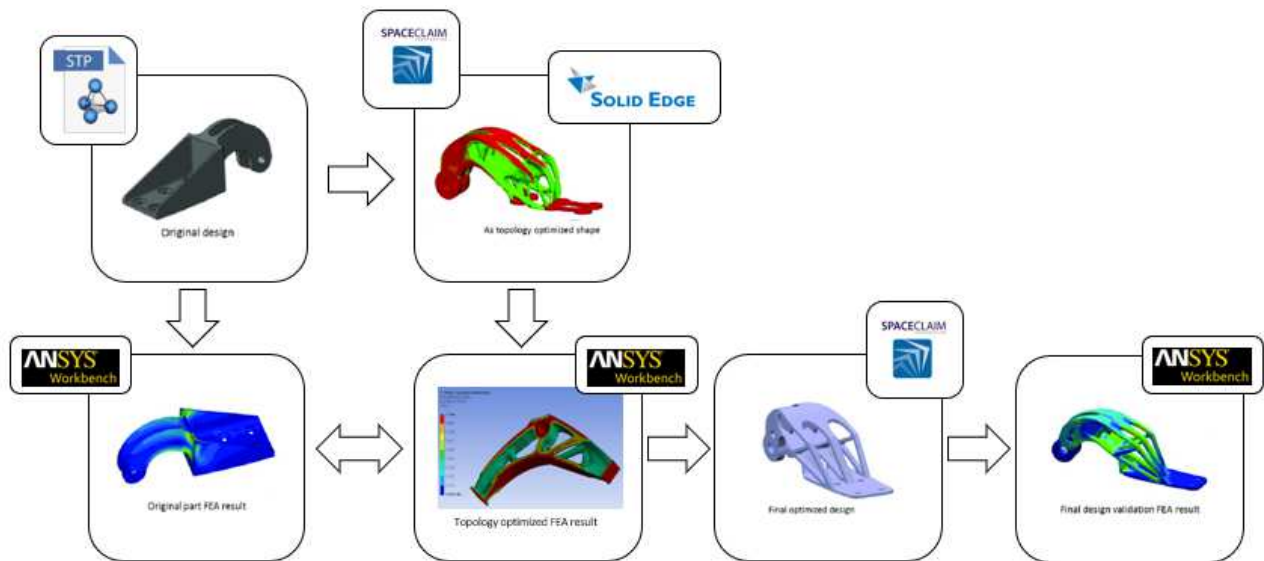 STP
SPACECLAIM
SOLID EDGE
Original design
As topology optimized shape
ANSYS
Workbench
ANSYS
Workbench
SPACECLAIM
ANSYS
Workbench
Original part FEA result
Topology optimized FEA result
Final optimized design
Final design validation FEA result